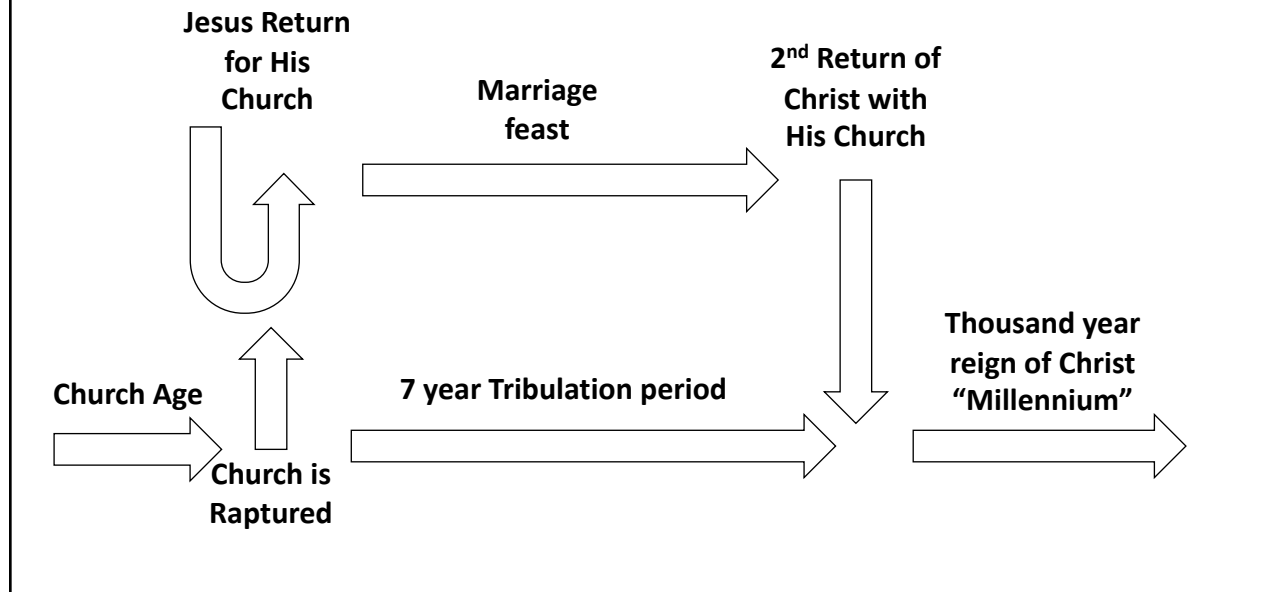 Jesus Return
for His
Church
Marriage
feast
2nd Return of
Christ with
His Church
Church Age
Church is
Raptured
7 year Tribulation period
Thousand year
reign of Christ
“Millennium”